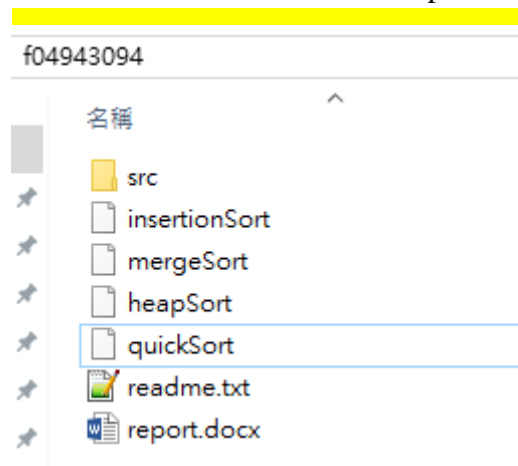 f04943094
名稱
src
insertionSort
mergeSort
heapSort
quickSort
readme.txt
report.docx